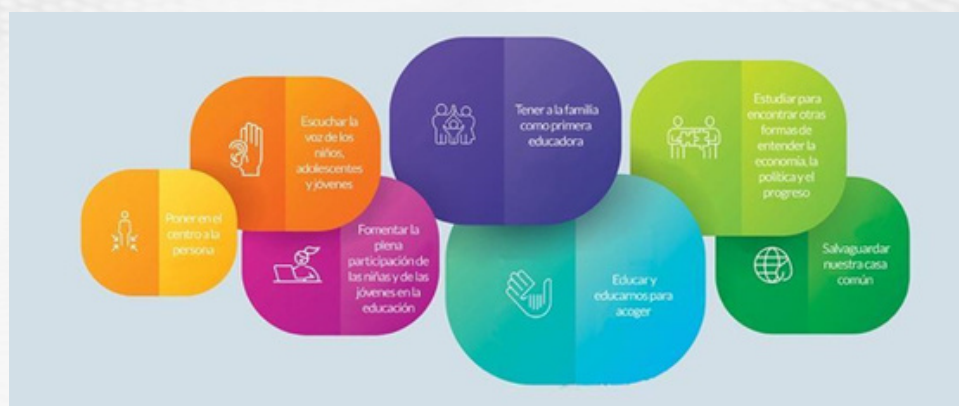 Poner en el
centro a la
persona
Escuchar la
voz de los
niños,
adolescentes
y jóvenes
Fomentar la
plena
participación de
las niñas y de las
jóvenes en la
educación
Tener a la familia
como primera
educadora
Educar y
educarnos para
acoger
Estudiar para
encontrar otras
formas de
entender la
economía, la
política y el
progreso
Salvaguardar
nuestra casa
común